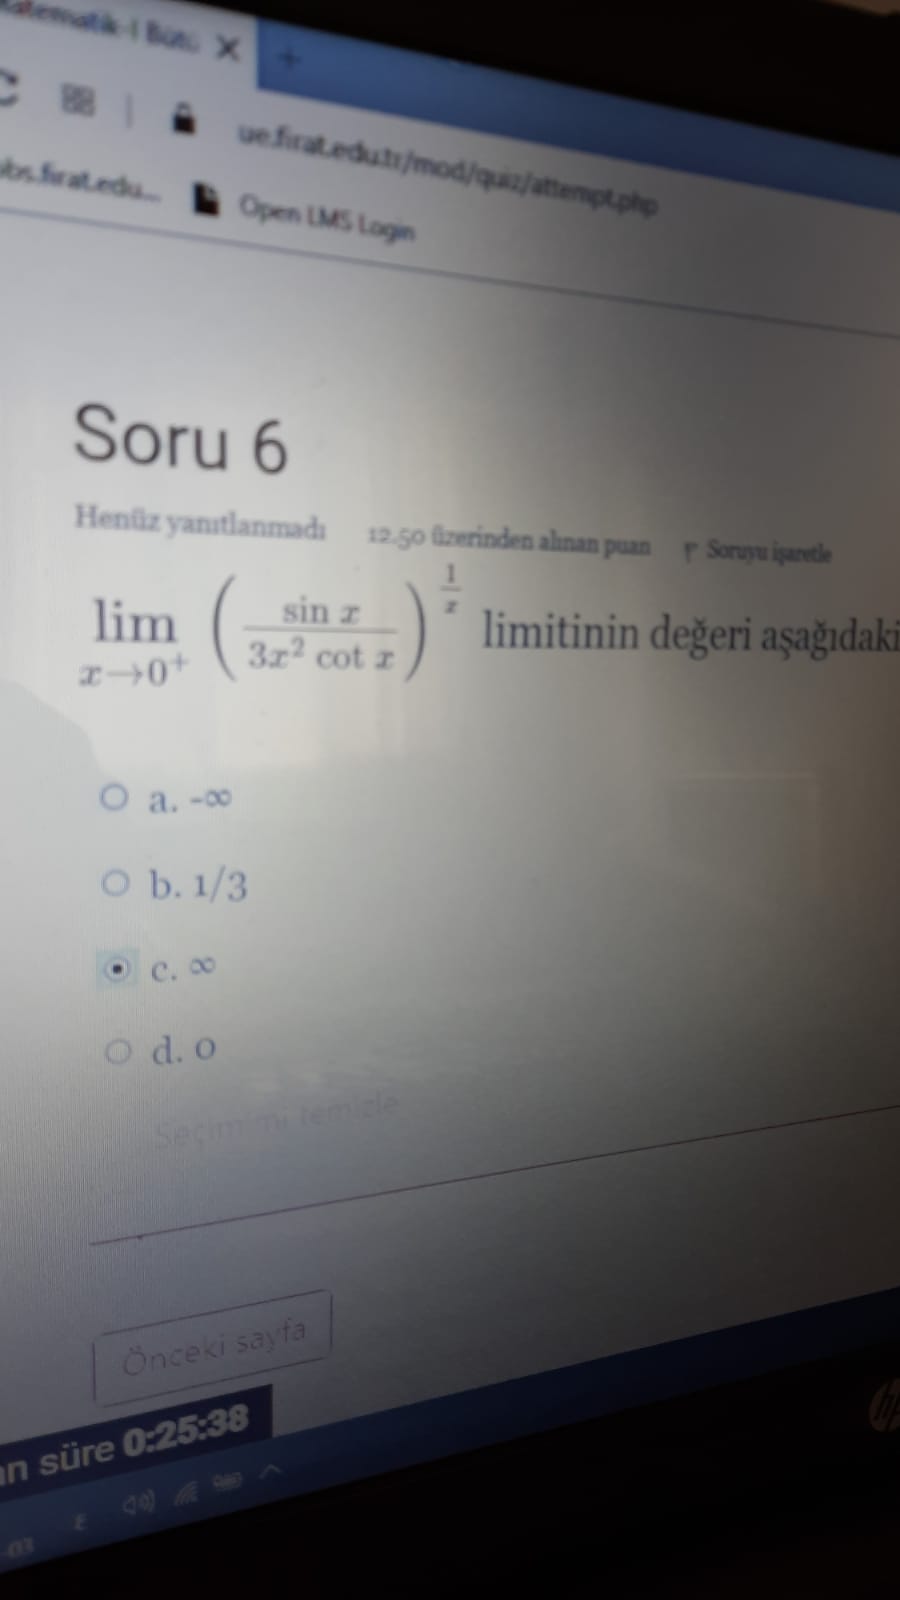 ue.firat.edu.tr/mod/quiz/attempt.php
Open LMS Login
Soru 6
Henüz yanıtlanmadı 12,50 üzerinden alınan puan Soruyu işaretle
lim x→0⁺ (sin x / 3x² cot x)^(1/x) limitinin değeri aşağıdaki
a. -∞
b. 1/3
c. ∞
d. 0
Seçimimi temizle
Önceki sayfa
süre 0:25:38
hp